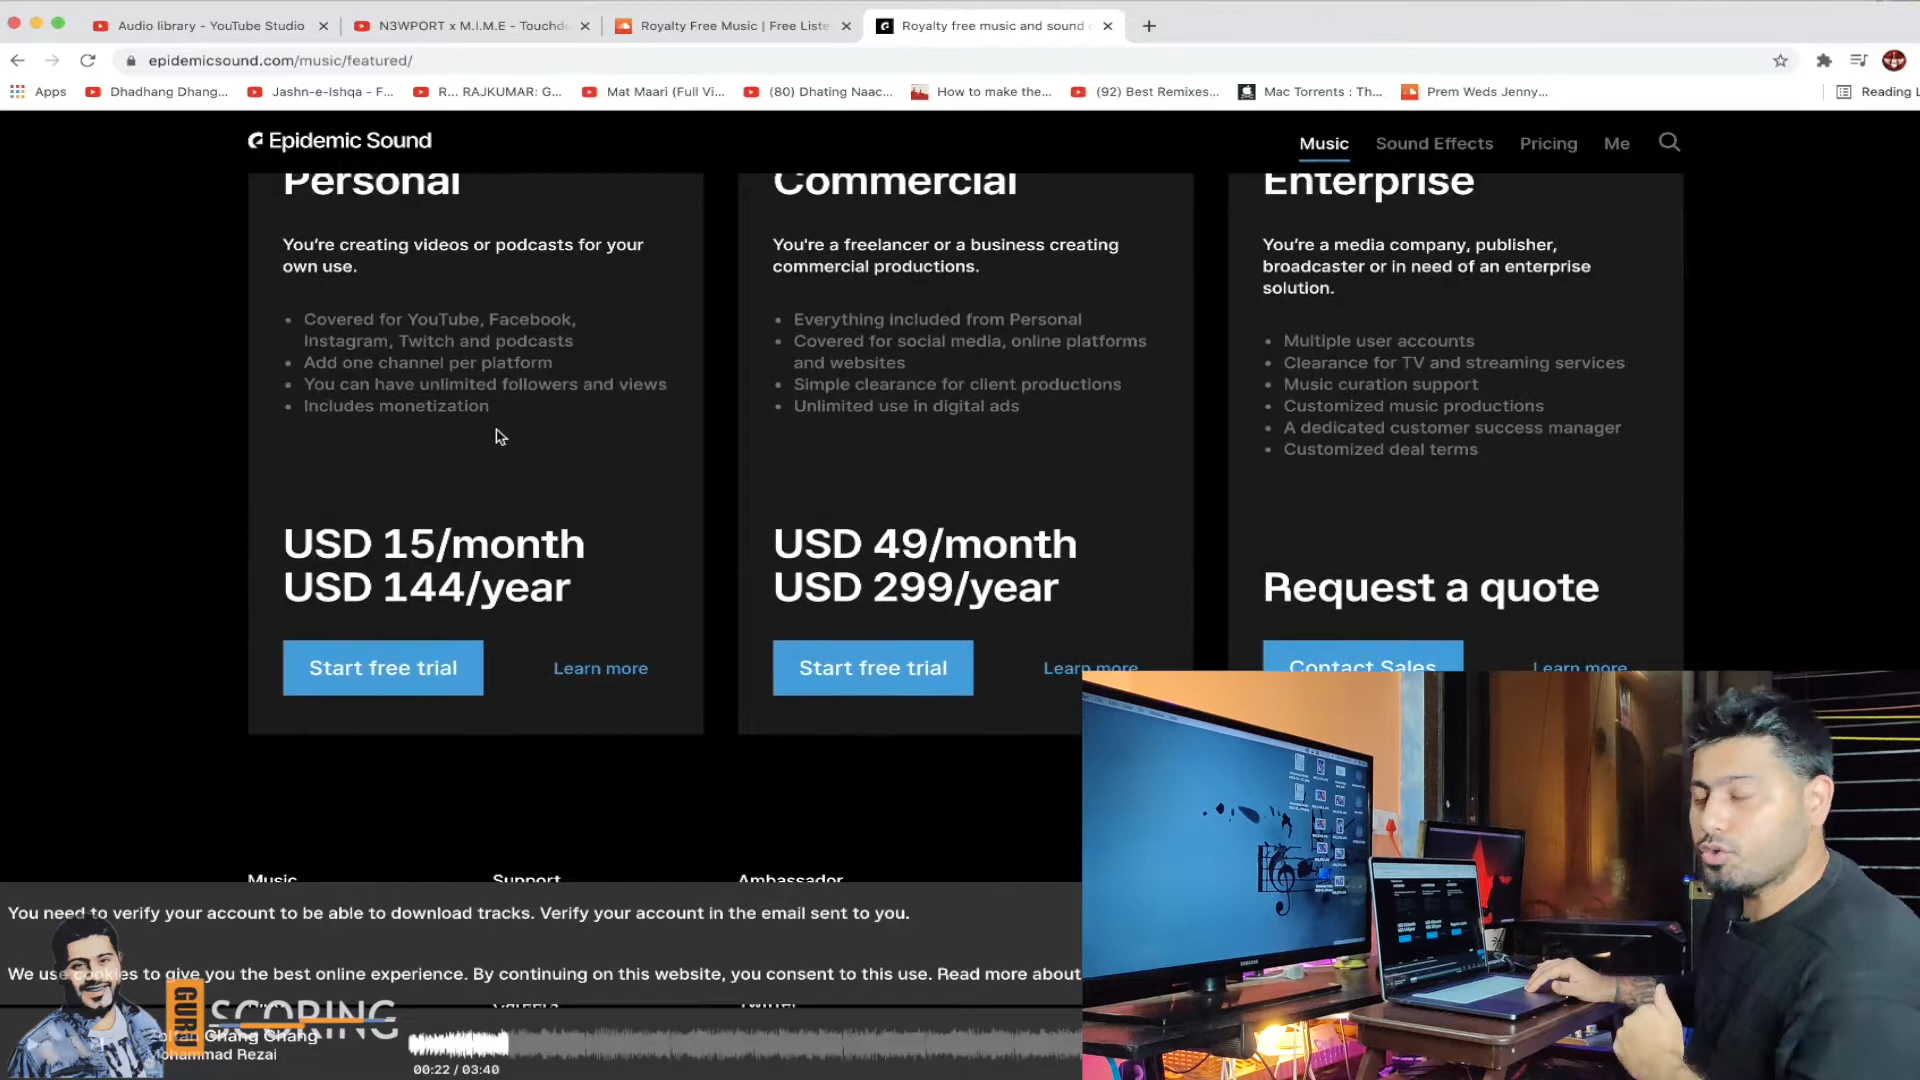 Audio library - YouTube Studio
N3WPORT x M.I.M.E - Touchdo
Royalty Free Music | Free Liste
Royalty free music and sound
epidemicsound.com/music/featured/
Apps
Dhadhang Dhang...
Jashn-e-Ishqa - F...
R... RAJKUMAR: G...
Mat Maari (Full Vi...
(80) Dhating Naac...
How to make the...
(92) Best Remixes...
Mac Torrents : Th...
Prem Weds Jenny...
Reading L
Epidemic Sound
Music
Sound Effects
Pricing
Me
Personal
You're creating videos or podcasts for your
own use.
• Covered for YouTube, Facebook,
Instagram, Twitch and podcasts
• Add one channel per platform
• You can have unlimited followers and views
• Includes monetization
USD 15/month
USD 144/year
Start free trial
Learn more
Commercial
You're a freelancer or a business creating
commercial productions.
• Everything included from Personal
• Covered for social media, online platforms
and websites
• Simple clearance for client productions
• Unlimited use in digital ads
USD 49/month
USD 299/year
Start free trial
Learn more
Enterprise
You're a media company, publisher,
broadcaster or in need of an enterprise
solution.
• Multiple user accounts
• Clearance for TV and streaming services
• Music curation support
• Customized music productions
• A dedicated customer success manager
• Customized deal terms
Request a quote
Contact Sales
Learn more
Music
Support
Ambassador
You need to verify your account to be able to download tracks. Verify your account in the email sent to you.
We use cookies to give you the best online experience. By continuing on this website, you consent to this use. Read more about
Careers
Twitter
GURU
SCORING
Chang Chang
Mohammad Rezai
00:22 / 03:40
SAMSUNG